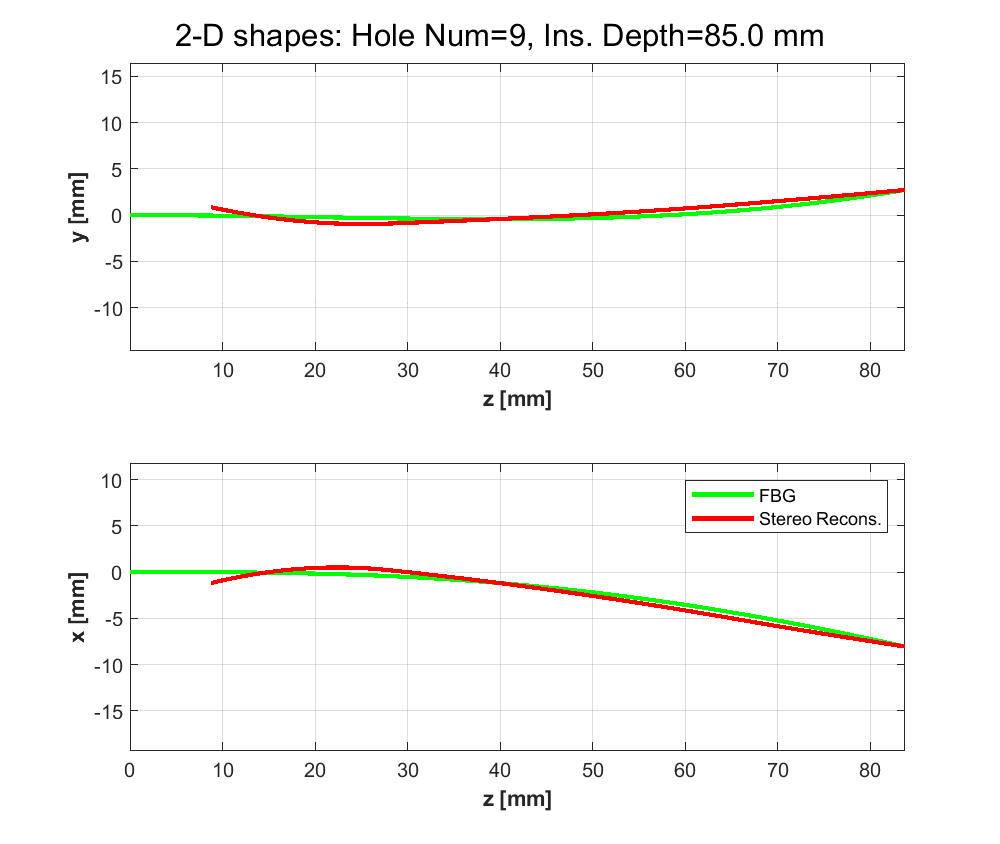 2-D shapes: Hole Num=9, Ins. Depth=85.0 mm
15
10
5
0
-5
-10
y [mm]
10 20 30 40 50 60 70 80
z [mm]
10
5
0
-5
-10
-15
x [mm]
FBG
Stereo Recons.
0 10 20 30 40 50 60 70 80
z [mm]